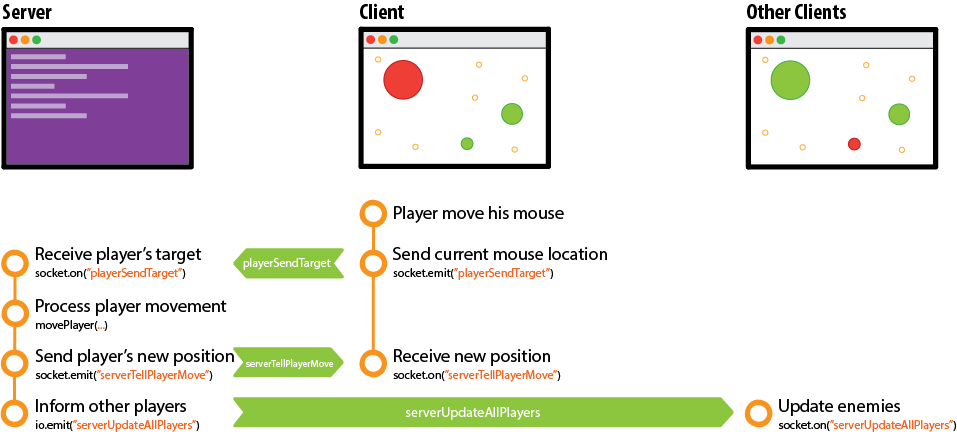 Server
Client
Other Clients
Player move his mouse
Receive player's target
socket.on("playerSendTarget")
playerSendTarget
Send current mouse location
socket.emit("playerSendTarget")
Process player movement
movePlayer(...)
Send player's new position
socket.emit("serverTellPlayerMove")
serverTellPlayerMove
Receive new position
socket.on("serverTellPlayerMove")
Inform other players
io.emit("serverUpdateAllPlayers")
serverUpdateAllPlayers
Update enemies
socket.on("serverUpdateAllPlayers")